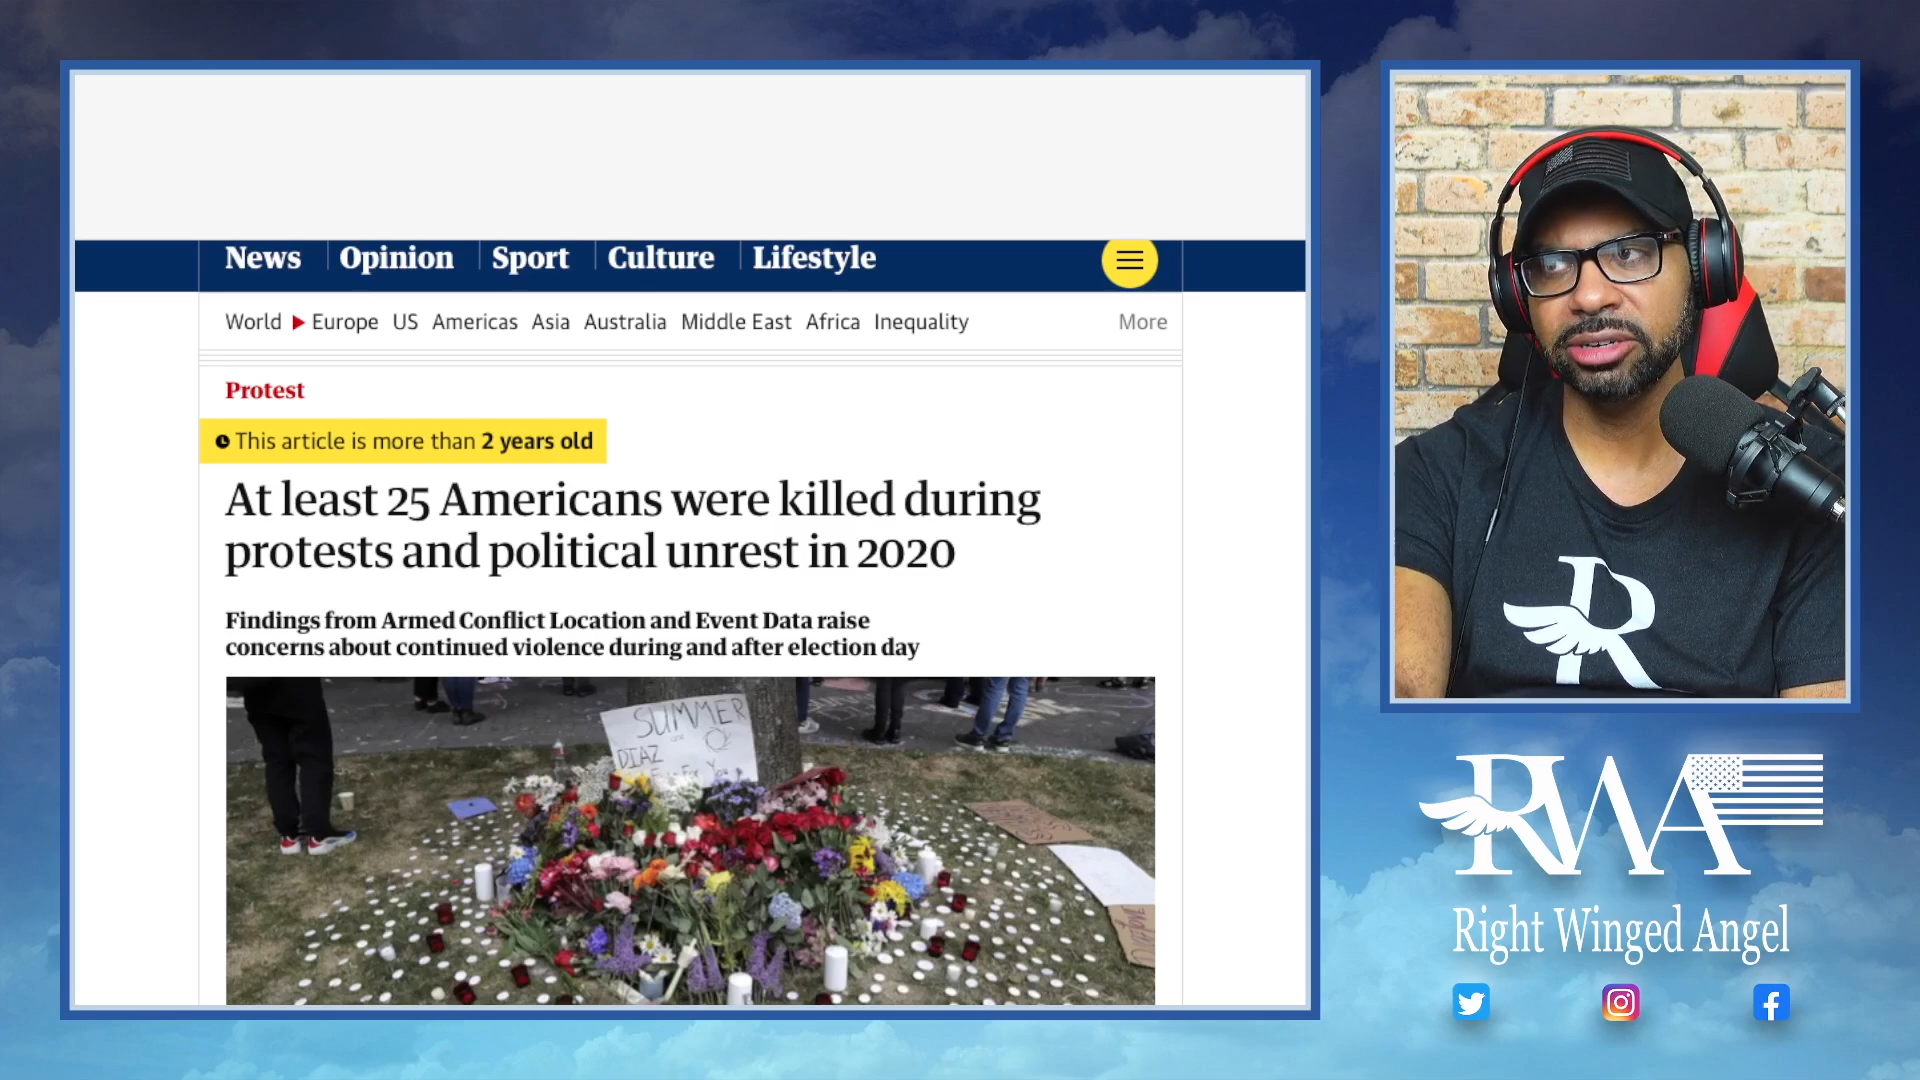 News Opinion Sport Culture Lifestyle
World Europe US Americas Asia Australia Middle East Africa Inequality More
Protest
This article is more than 2 years old
At least 25 Americans were killed during
protests and political unrest in 2020
Findings from Armed Conflict Location and Event Data raise
concerns about continued violence during and after election day
SUMMER
DIAZ
R
RWA
Right Winged Angel